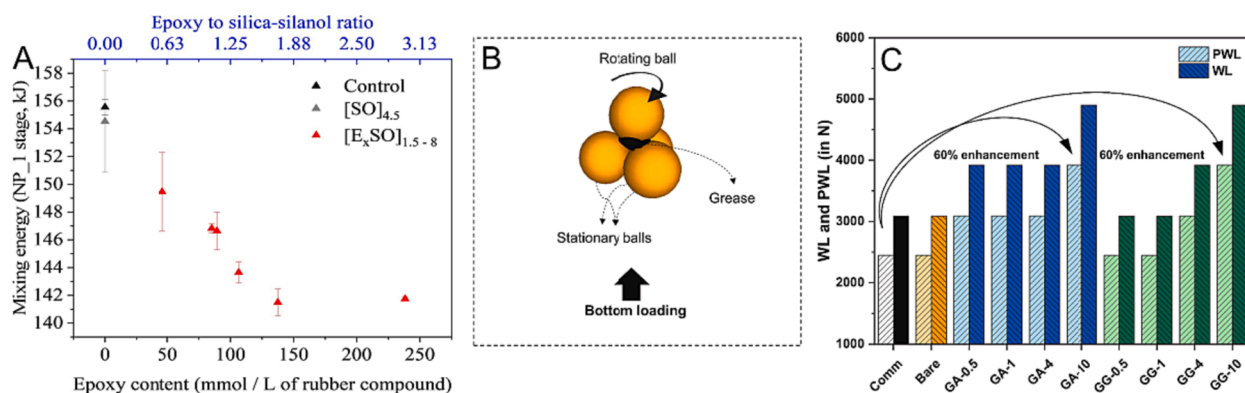 A
Epoxy to silica-silanol ratio
0.00 0.63 1.25 1.88 2.50 3.13
Mixing energy (NP_1 stage, kJ)
158
156
154
152
150
148
146
144
142
140
Control
[SO]4.5
[ExSO]1.5 - 8
0 50 100 150 200 250
Epoxy content (mmol / L of rubber compound)
B
Rotating ball
Grease
Stationary balls
Bottom loading
C
WL and PWL (in N)
6000
5000
4000
3000
2000
1000
PWL
WL
60% enhancement 60% enhancement
Comm Bare GA-0.5 GA-1 GA-4 GA-10 GG-0.5 GG-1 GG-4 GG-10